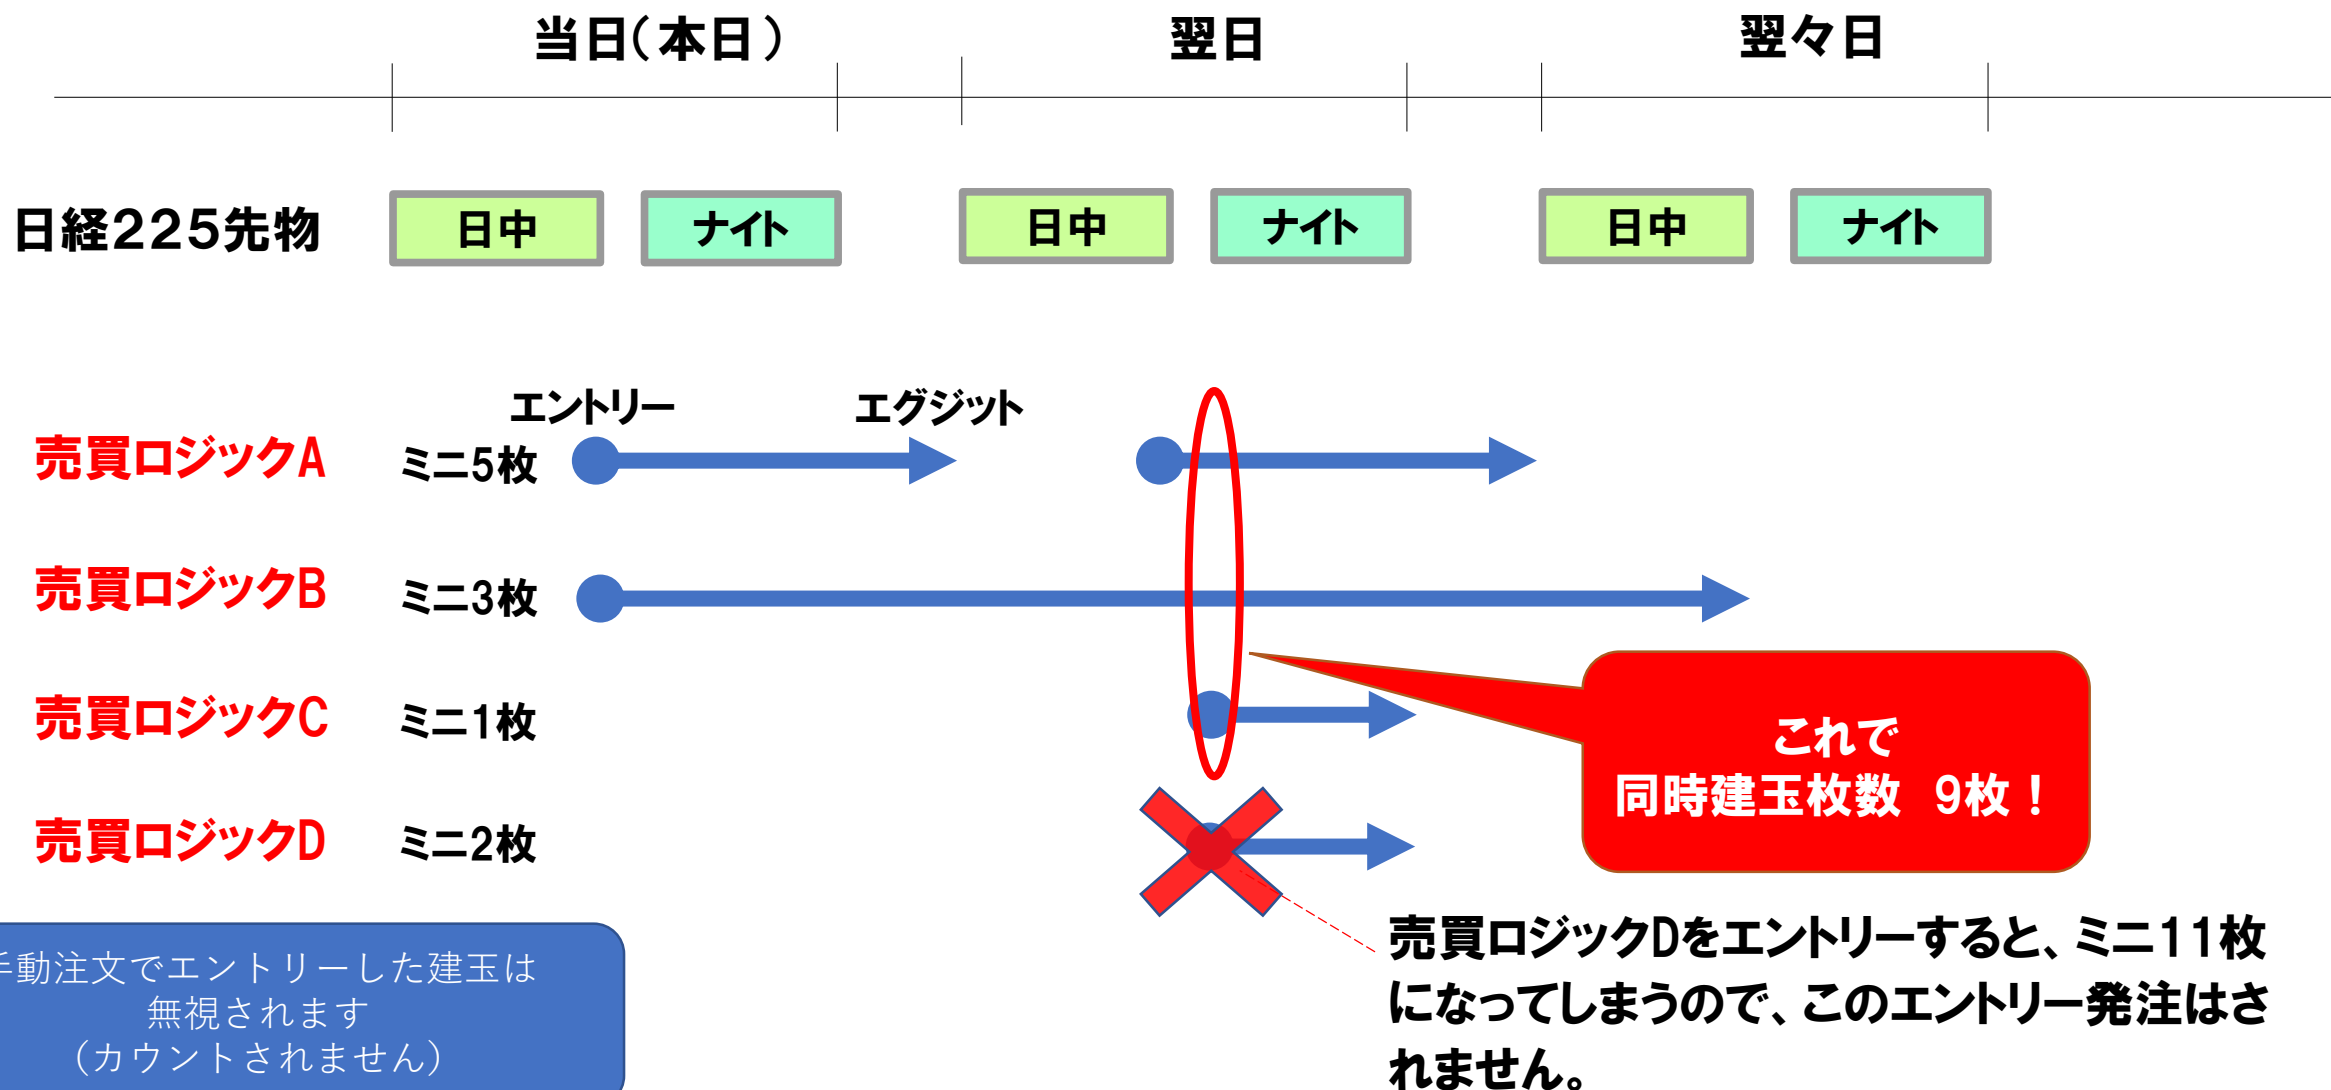 当日(本日)
翌日
翌々日
日経225先物
日中
ナイト
日中
ナイト
日中
ナイト
エントリー
エグジット
売買ロジックA
ミニ5枚
売買ロジックB
ミニ3枚
売買ロジックC
ミニ1枚
これで
同時建玉枚数 9枚!
売買ロジックD
ミニ2枚
売買ロジックDをエントリーすると、ミニ11枚
になってしまうので、このエントリー発注はさ
れません。
手動注文でエントリーした建玉は
無視されます
(カウントされません)